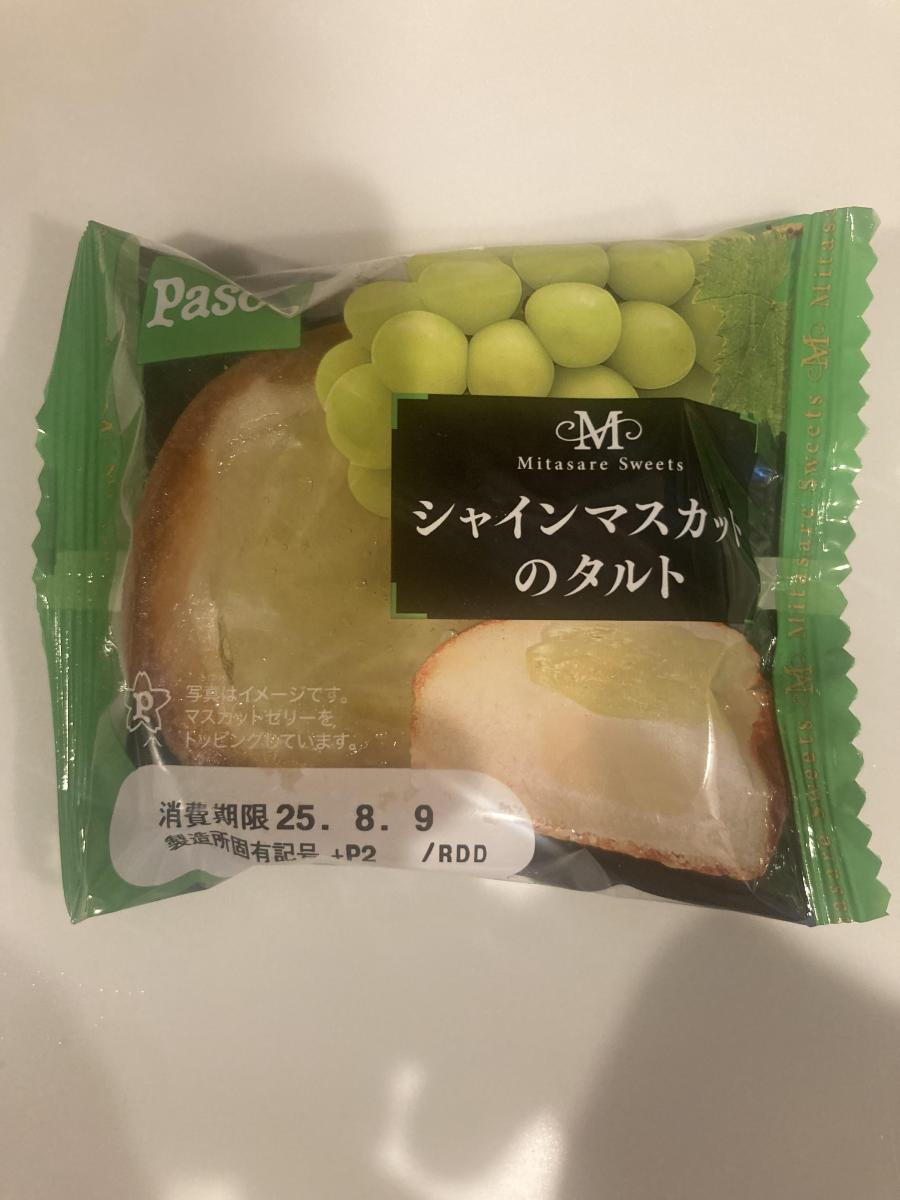 Pasco
M
Mitasare Sweets
シャインマスカット
のタルト
P
写真はイメージです。
マスカットゼリーを
トッピングしています。
消費期限 25. 8. 9
製造所固有記号 +P2 /RDD
Mitasare Sweets M Mitasare Sweets M Mitas